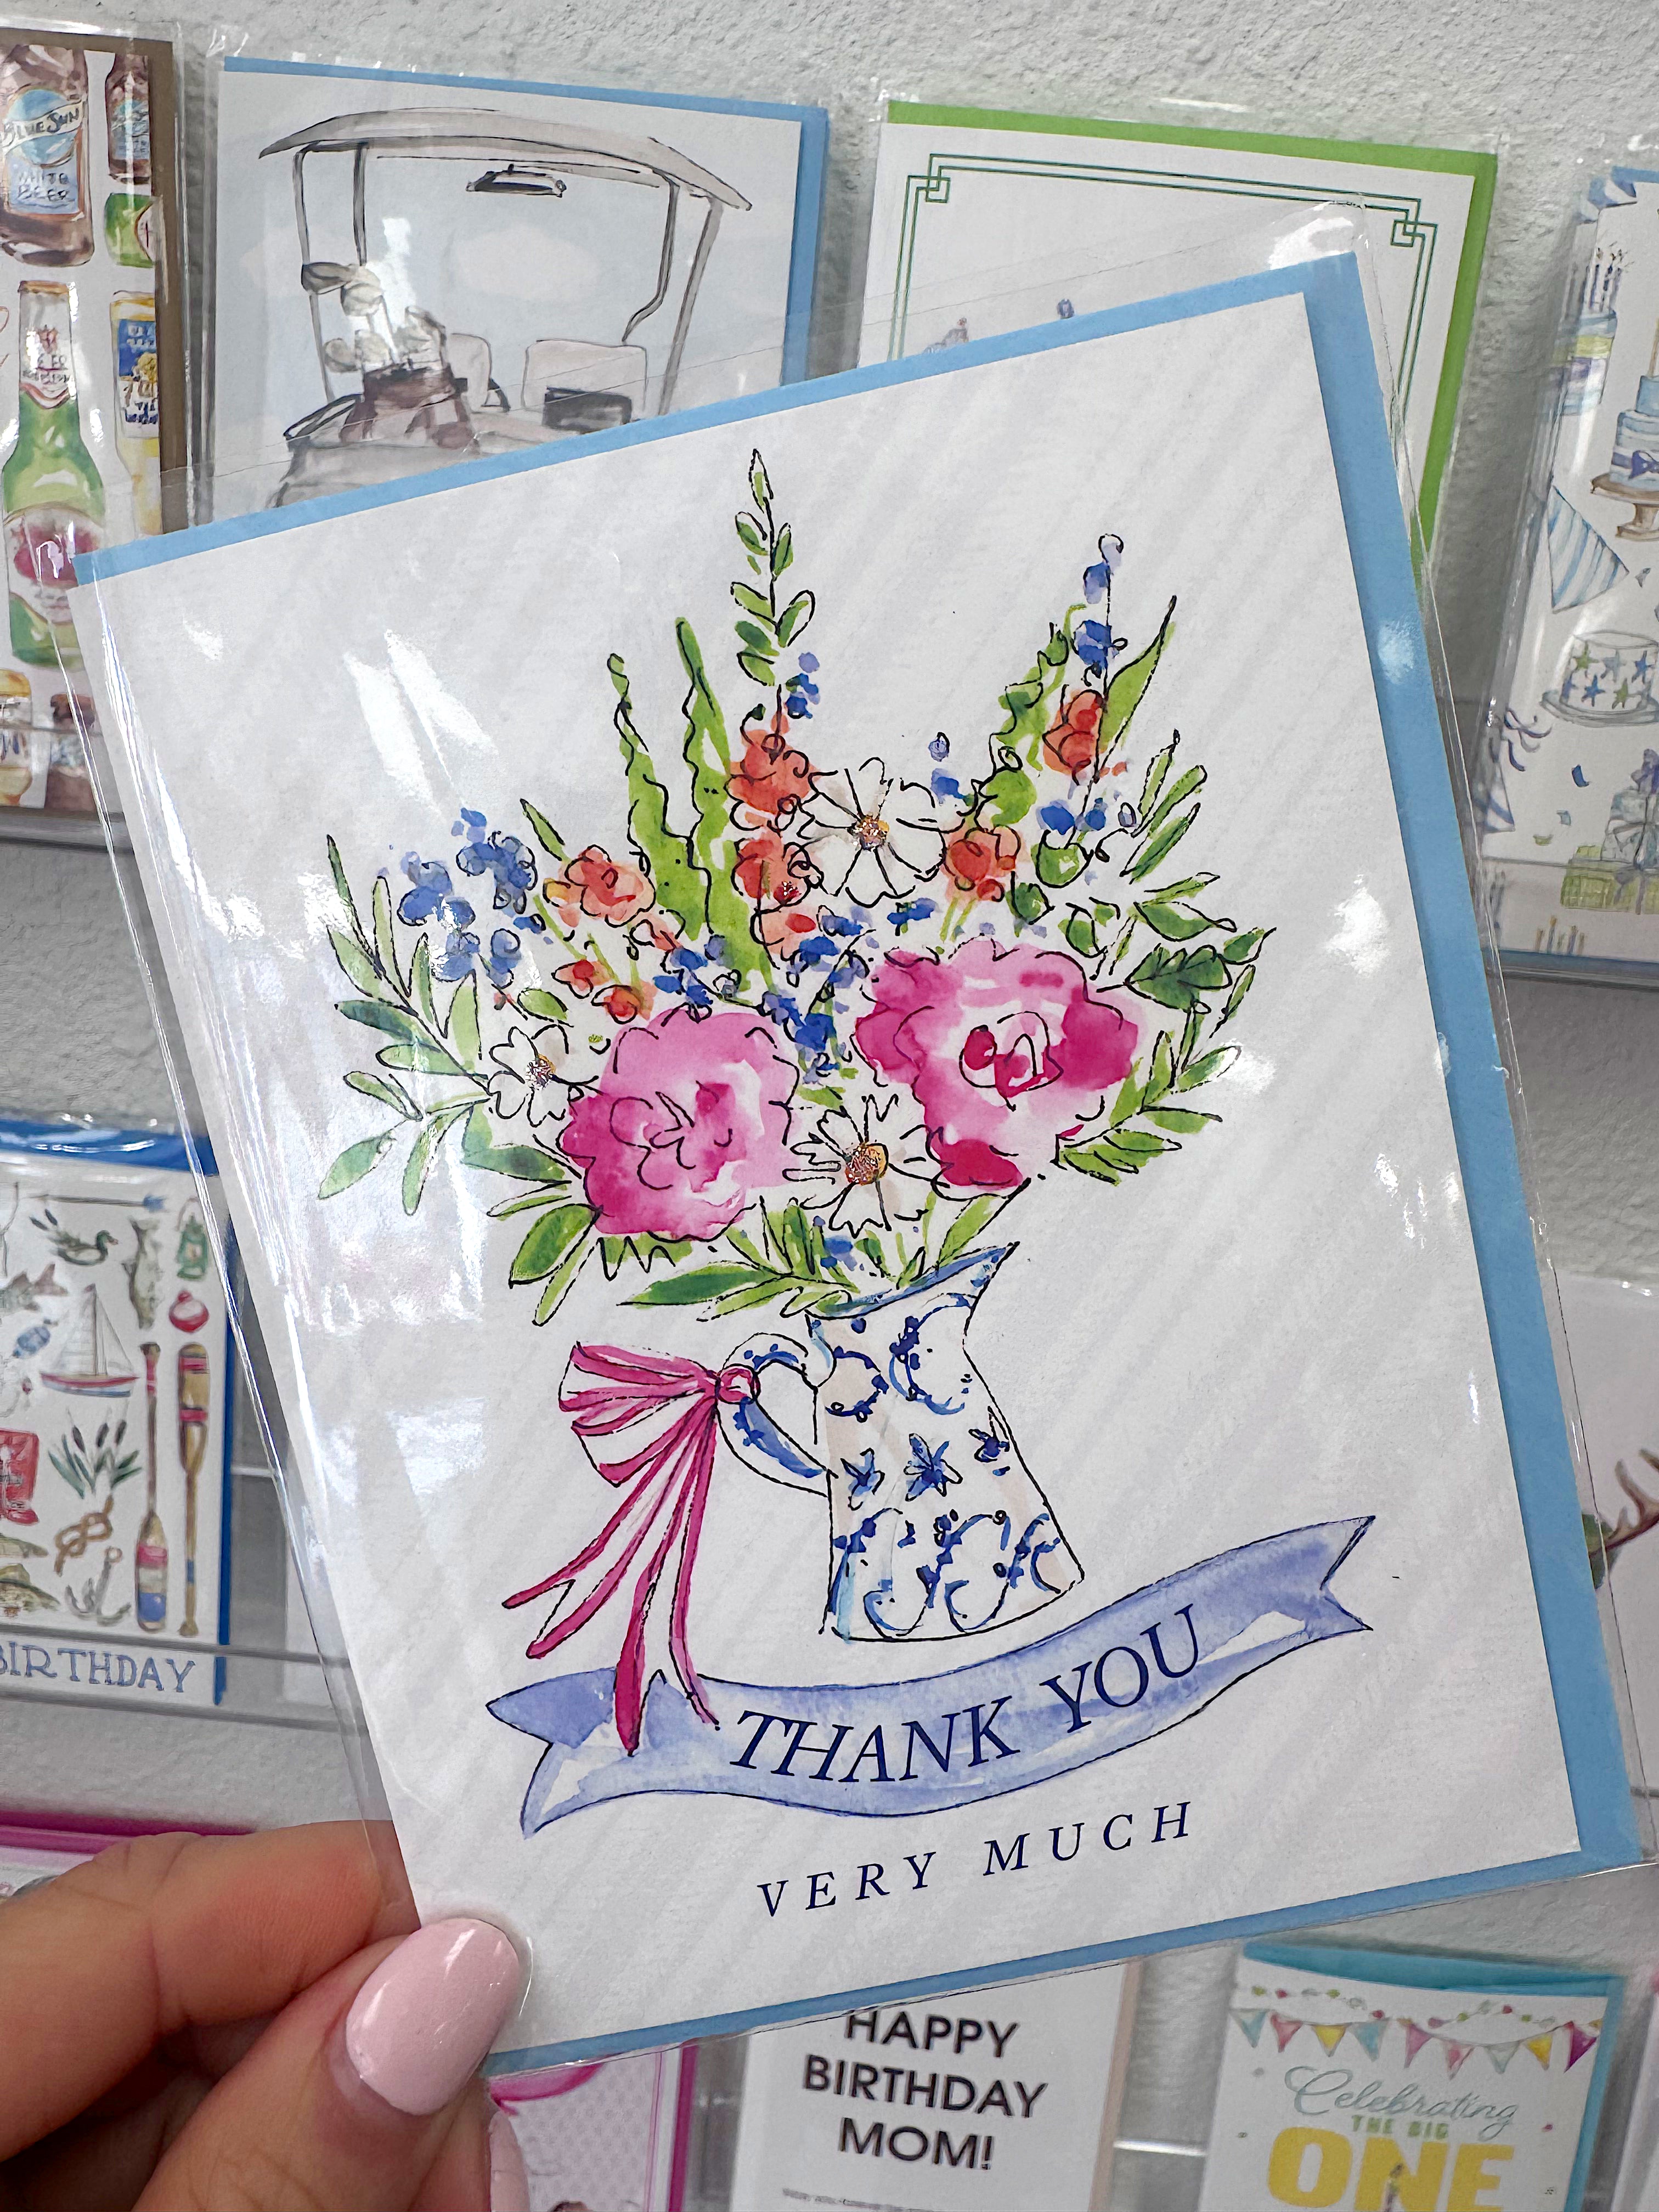 BLUE SUN
WHITE
BEER
THANK YOU
VERY MUCH
BIRTHDAY
HAPPY
BIRTHDAY
MOM!
Celebrating
THE BIG
ONE